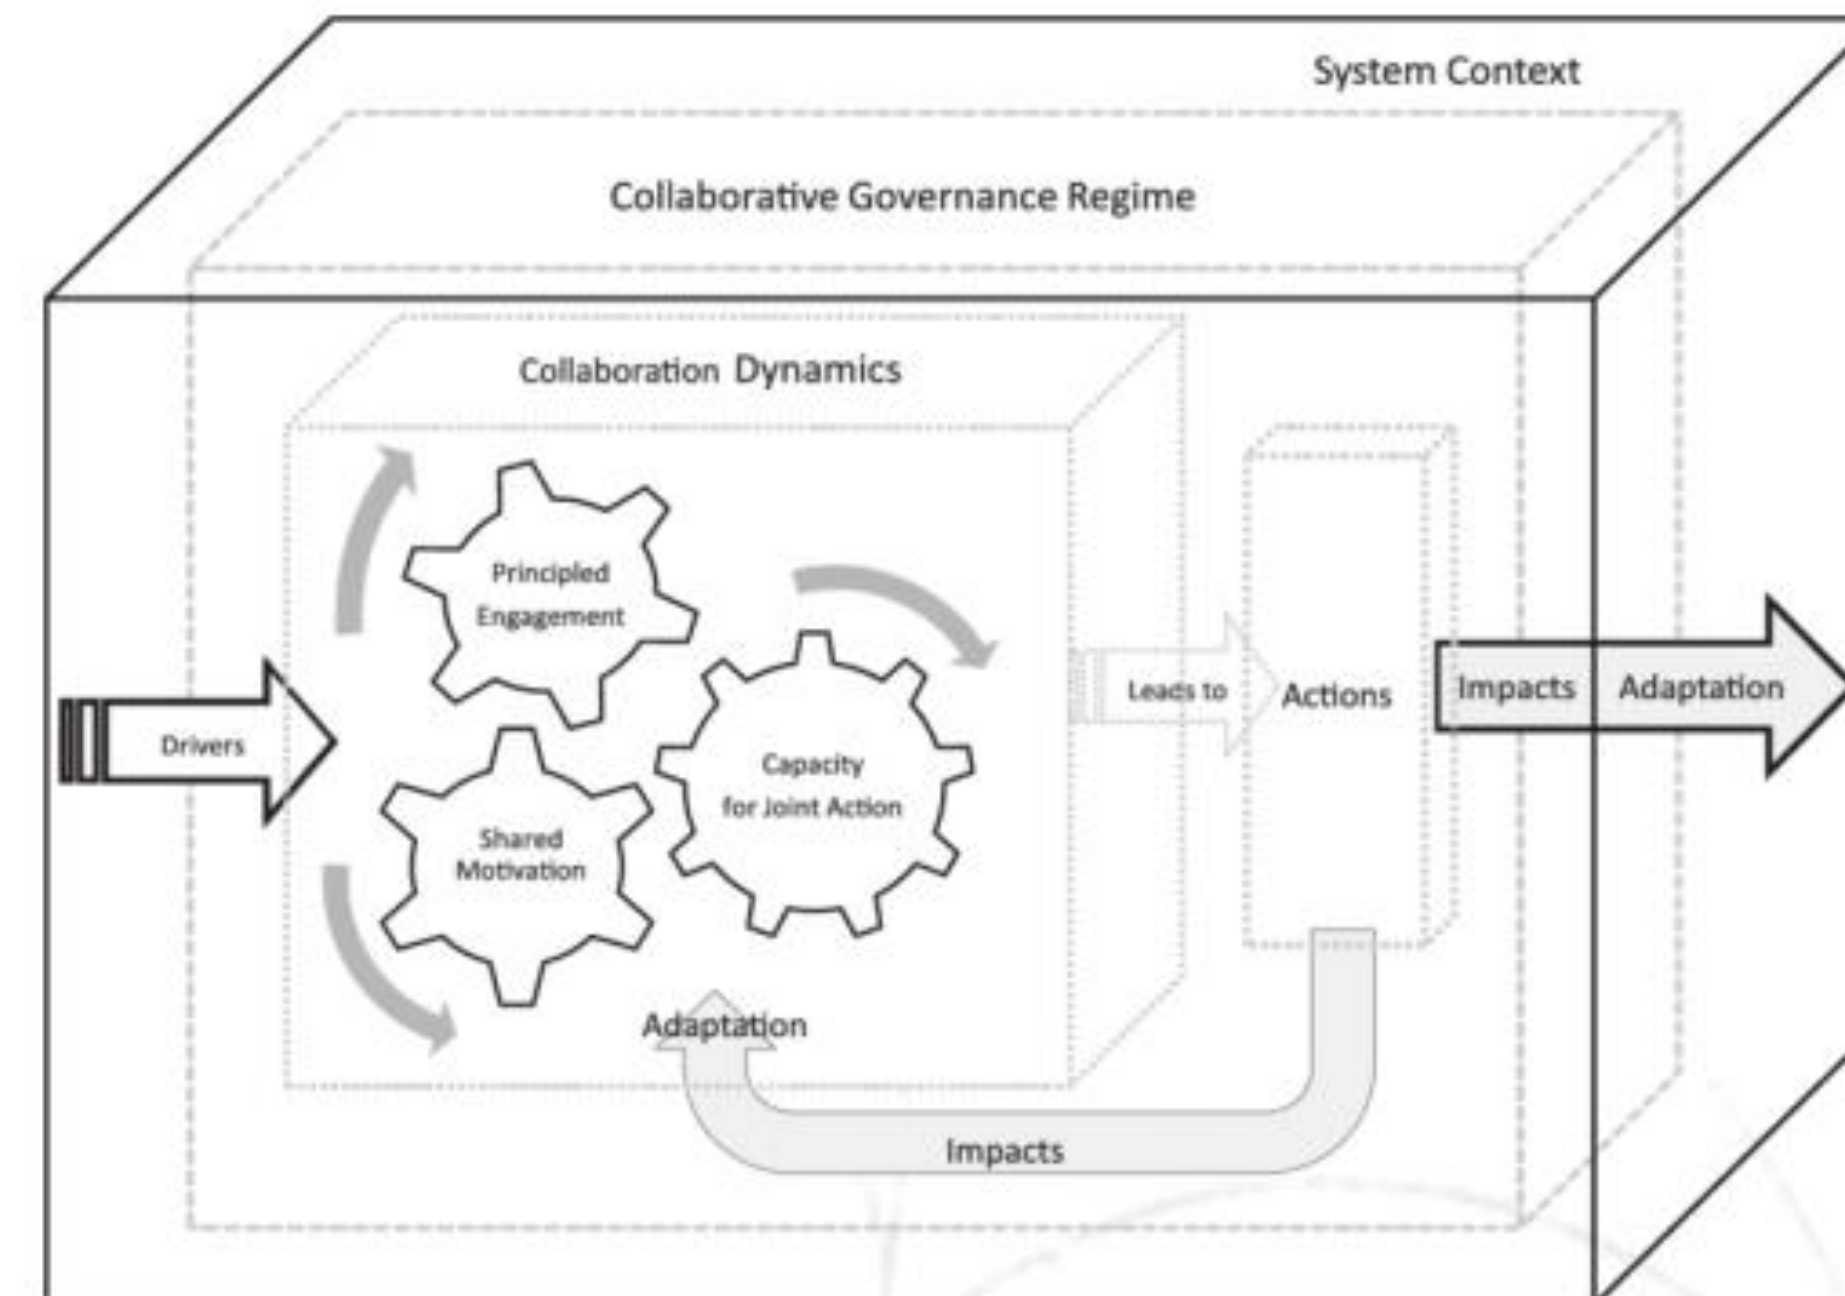 System Context
Collaborative Governance Regime
Collaboration Dynamics
Principled
Engagement
Drivers
Capacity
for Joint Action
Shared
Motivation
Leads to
Actions
Impacts
Adaptation
Adaptation
Impacts